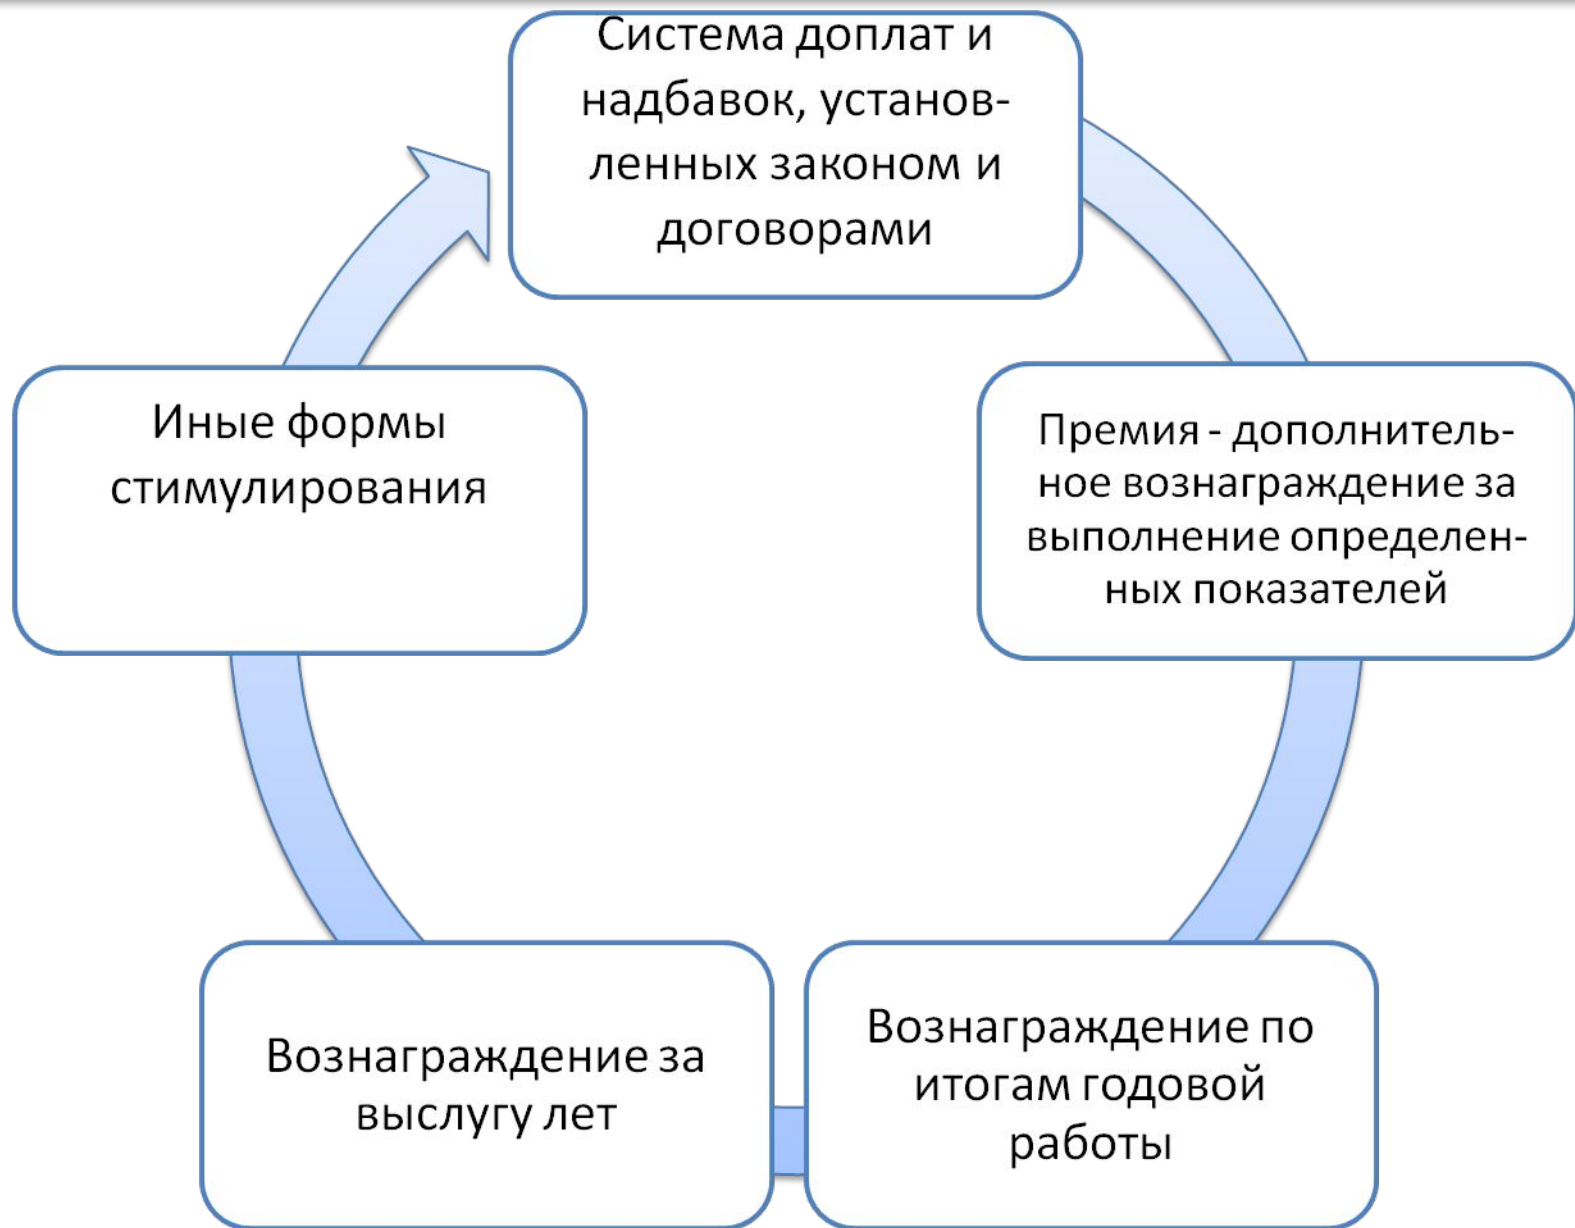 Система доплат и
надбавок, установ-
ленных законом и
договорами
Премия - дополнитель-
ное вознаграждение за
выполнение определен-
ных показателей
Вознаграждение по
итогам годовой
работы
Вознаграждение за
выслугу лет
Иные формы
стимулирования